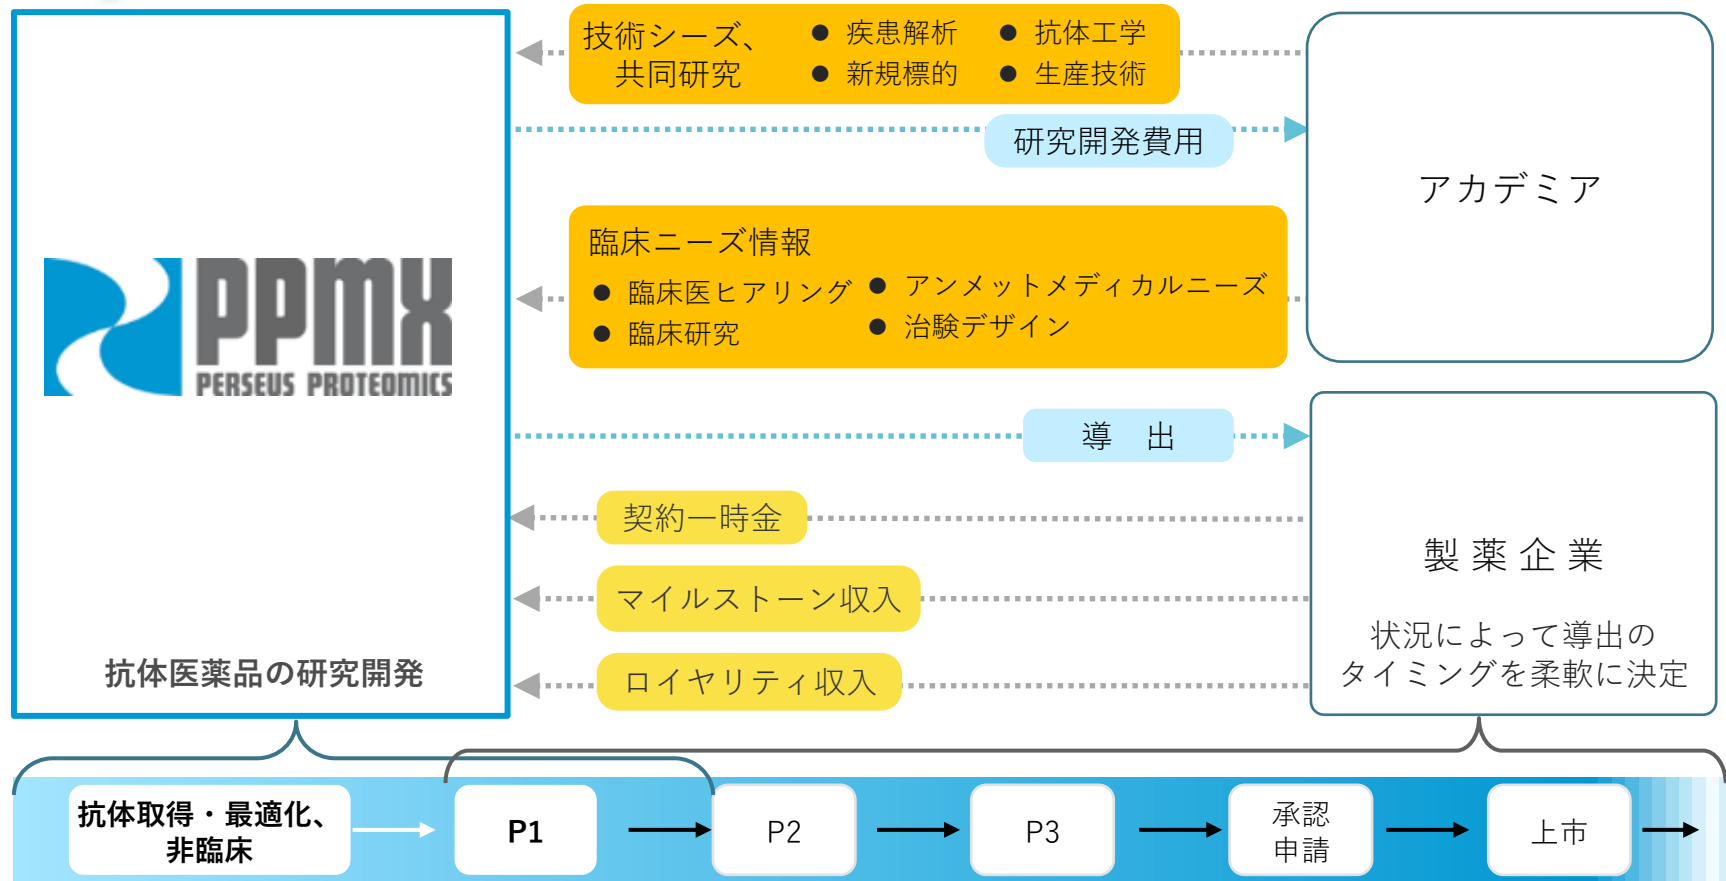 技術シーズ、
共同研究
● 疾患解析
● 新規標的
● 抗体工学
● 生産技術
研究開発費用
アカデミア
臨床ニーズ情報
● 臨床医ヒアリング
● 臨床研究
● アンメットメディカルニーズ
● 治験デザイン
PPMX
PERSEUS PROTEOMICS
導 出
契約一時金
マイルストーン収入
ロイヤリティ収入
抗体医薬品の研究開発
製薬企業
状況によって導出の
タイミングを柔軟に決定
抗体取得・最適化、
非臨床
P1
P2
P3
承認
申請
上市